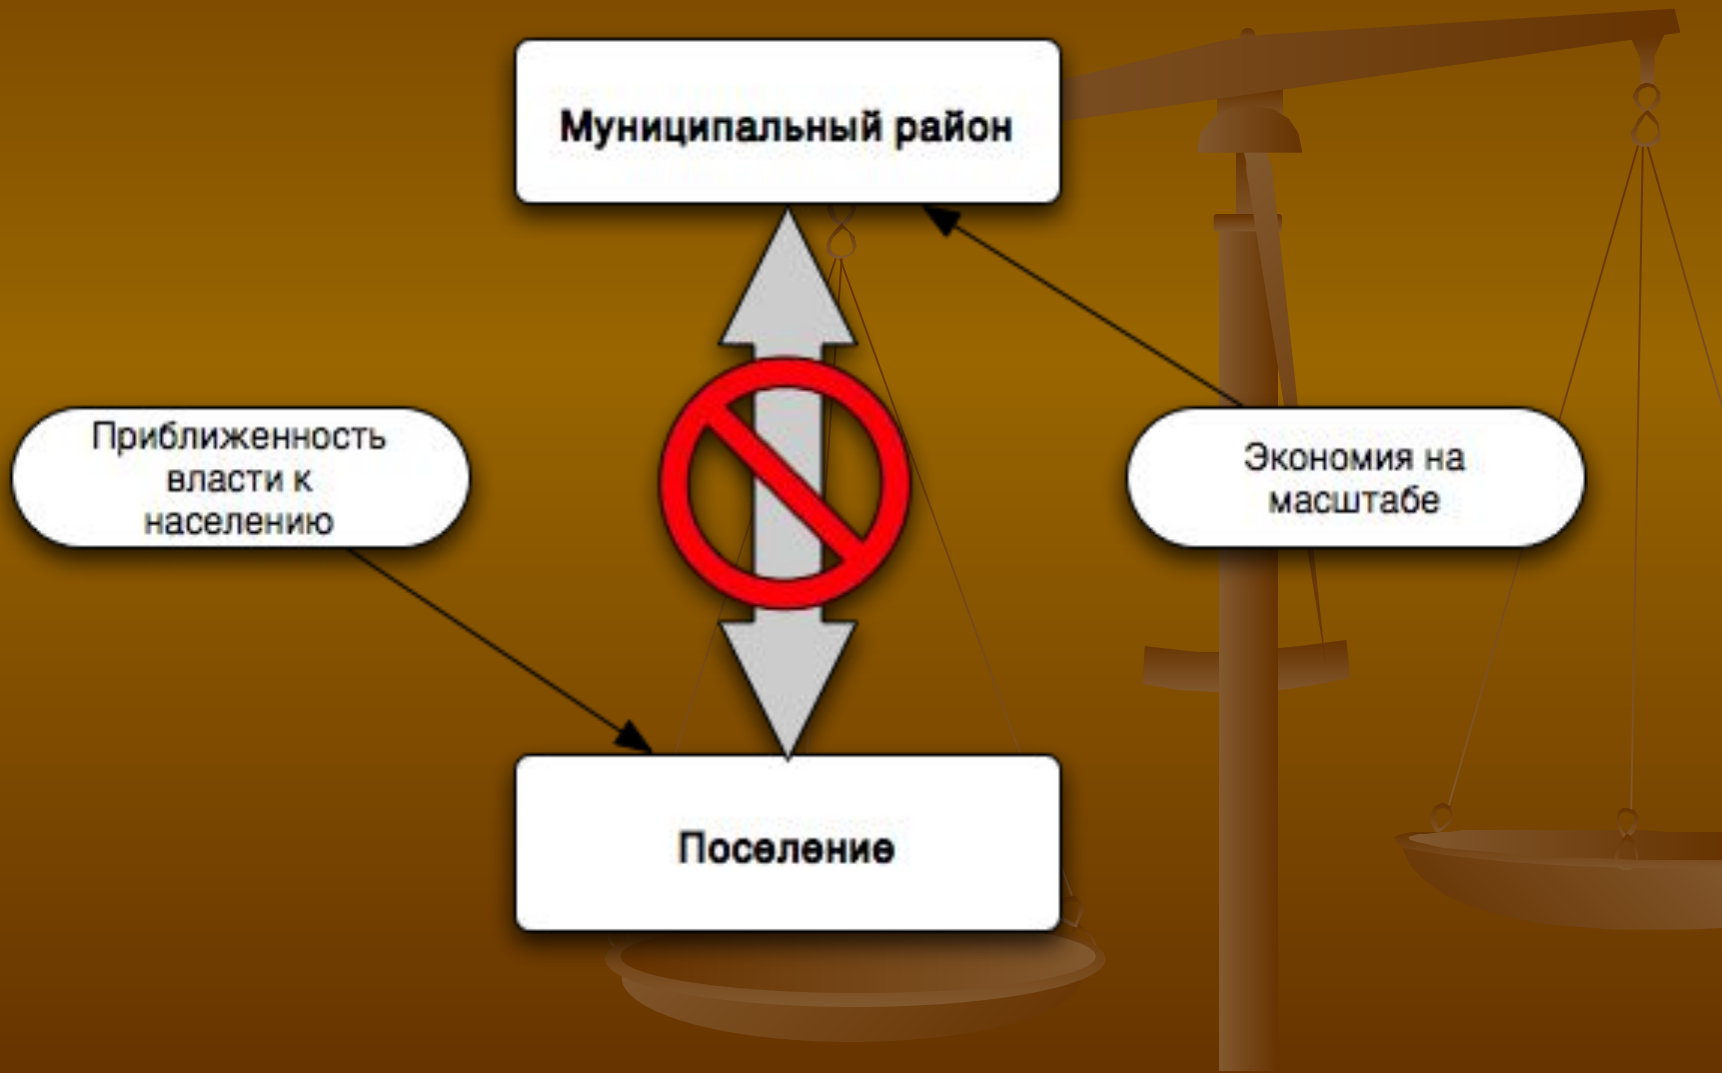 Муниципальный район
Приближенность
власти к
населению
Экономия на
масштабе
Поселение